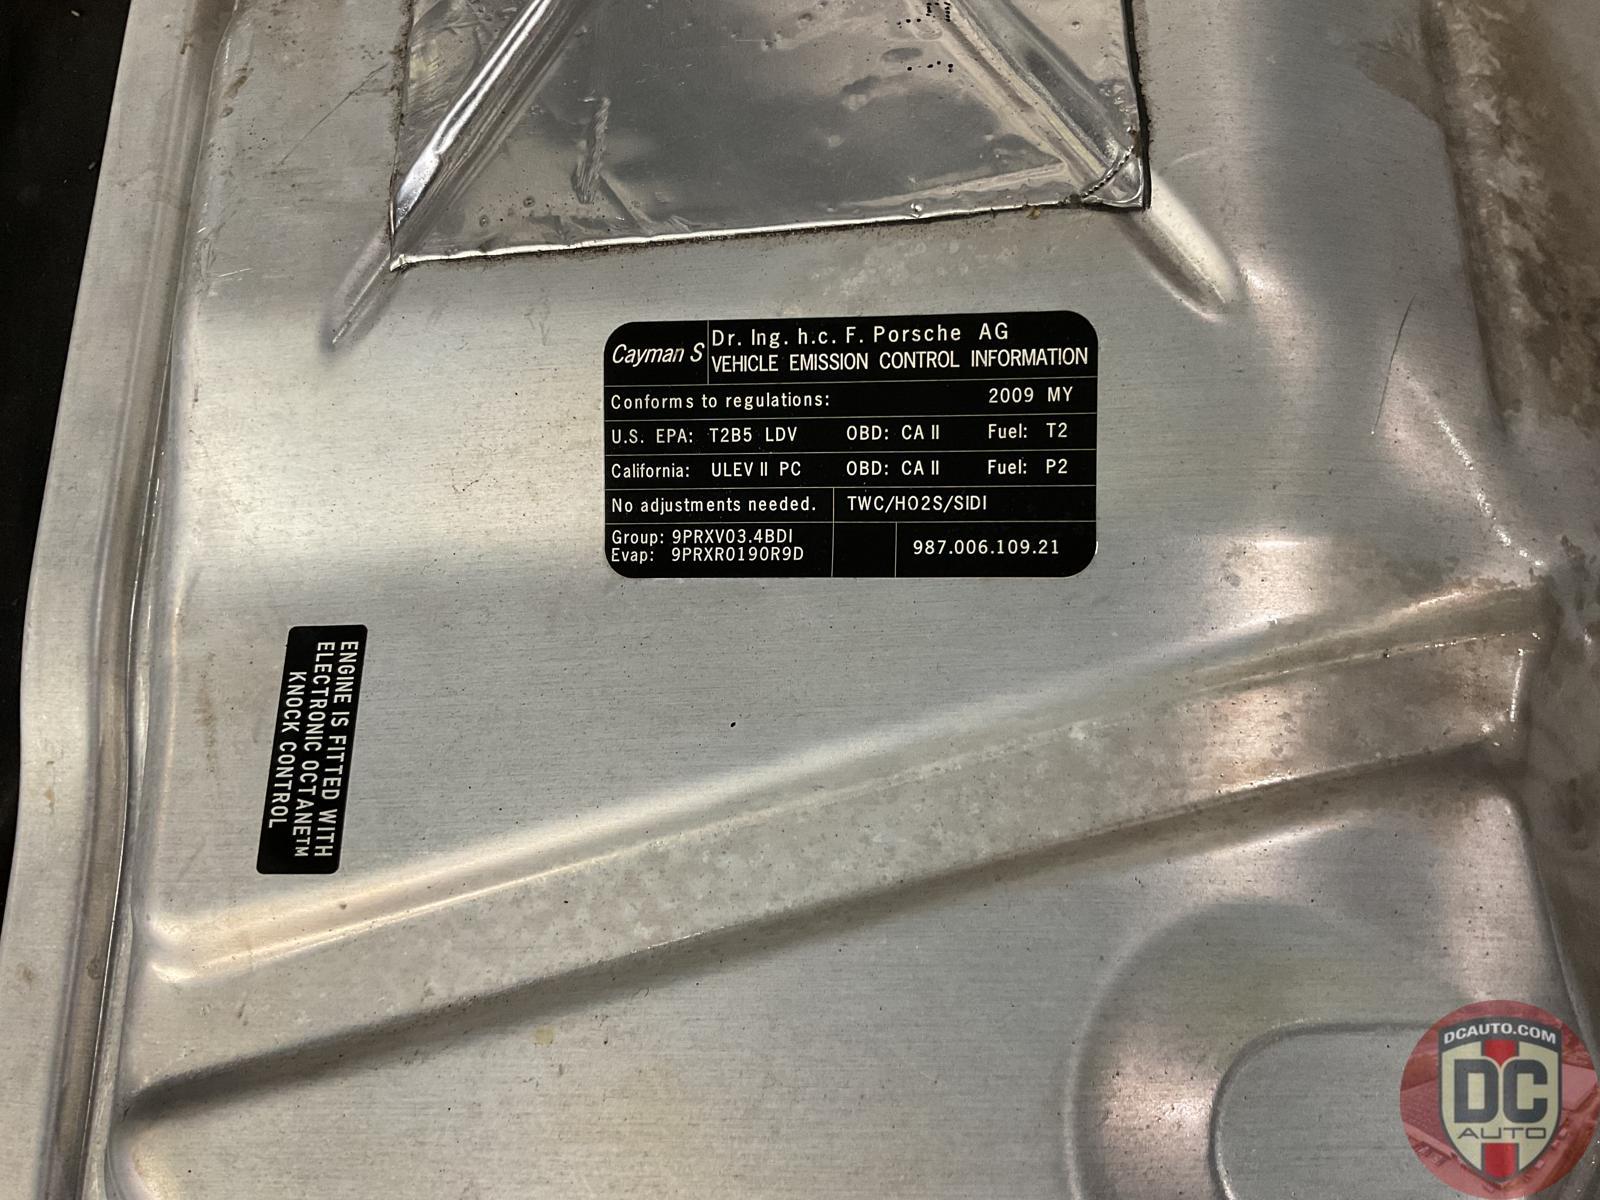 Cayman S
Dr. Ing. h.c. F. Porsche AG
VEHICLE EMISSION CONTROL INFORMATION
Conforms to regulations: 2009 MY
U.S. EPA: T2B5 LDV OBD: CA II Fuel: T2
California: ULEV II PC OBD: CA II Fuel: P2
No adjustments needed. TWC/HO2S/SIDI
Group: 9PRXV03.4BDI
Evap: 9PRXR0190R9D
987.006.109.21
ENGINE IS FITTED WITH
ELECTRONIC OCTANETM
KNOCK CONTROL
DCAUTO.COM
DC
AUTO